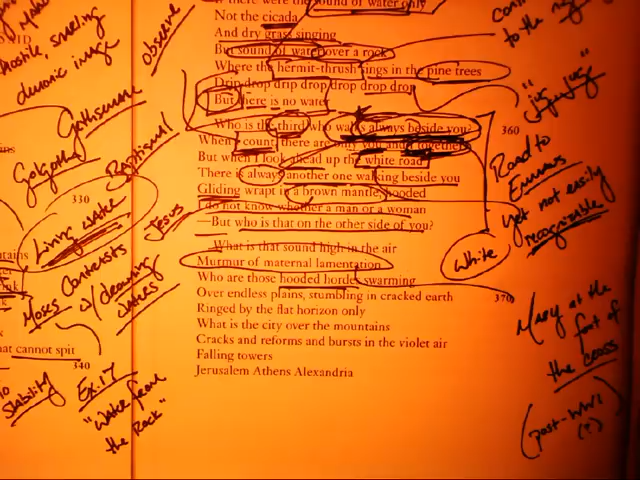 If there were the sound of water only
Not the cicada
And dry grass singing
But sound of water over a rock
Where the hermit-thrush sings in the pine trees
Drip drop drip drop drop drop drop
But there is no water
Who is the third who walks always beside you?
360
When I count, there are only you and I together
But when I look ahead up the white road
There is always another one walking beside you
Gliding wrapt in a brown mantle, hooded
I do not know whether a man or a woman
—But who is that on the other side of you?
What is that sound high in the air
Murmur of maternal lamentation
Who are those hooded hordes swarming
Over endless plains, stumbling in cracked earth
370
Ringed by the flat horizon only
What is the city over the mountains
Cracks and reforms and bursts in the violet air
Falling towers
Jerusalem Athens Alexandria
330
340
hat cannot spit
hostile, snarling
demonic image
observe
Gethsemane
Golgotha
Baptismal
Jesus
Living Water
Moses
Contrasts
w/ drowning
waters
Stability
Ex. 17
"Water from
the Rock"
to the
"jug jug"
Road to
Emmaus
yet not easily
recognizable
White
Mary at the
foot of
the cross
(post-WWI
(?)